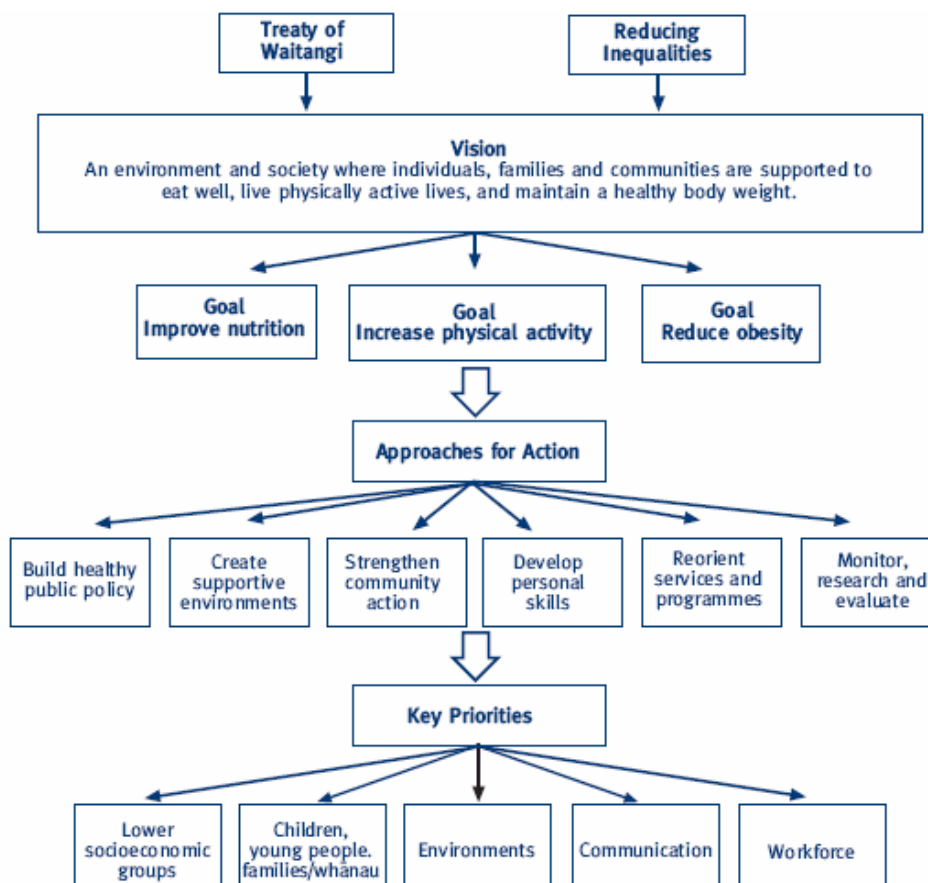 Treaty of
Waitangi
Reducing
Inequalities
Vision
An environment and society where individuals, families and communities are supported to
eat well, live physically active lives, and maintain a healthy body weight.
Goal
Improve nutrition
Goal
Increase physical activity
Goal
Reduce obesity
Approaches for Action
Build healthy
public policy
Create
supportive
environments
Strengthen
community
action
Develop
personal
skills
Reorient
services and
programmes
Monitor,
research and
evaluate
Key Priorities
Lower
socioeconomic
groups
Children,
young people.
families/whānau
Environments
Communication
Workforce